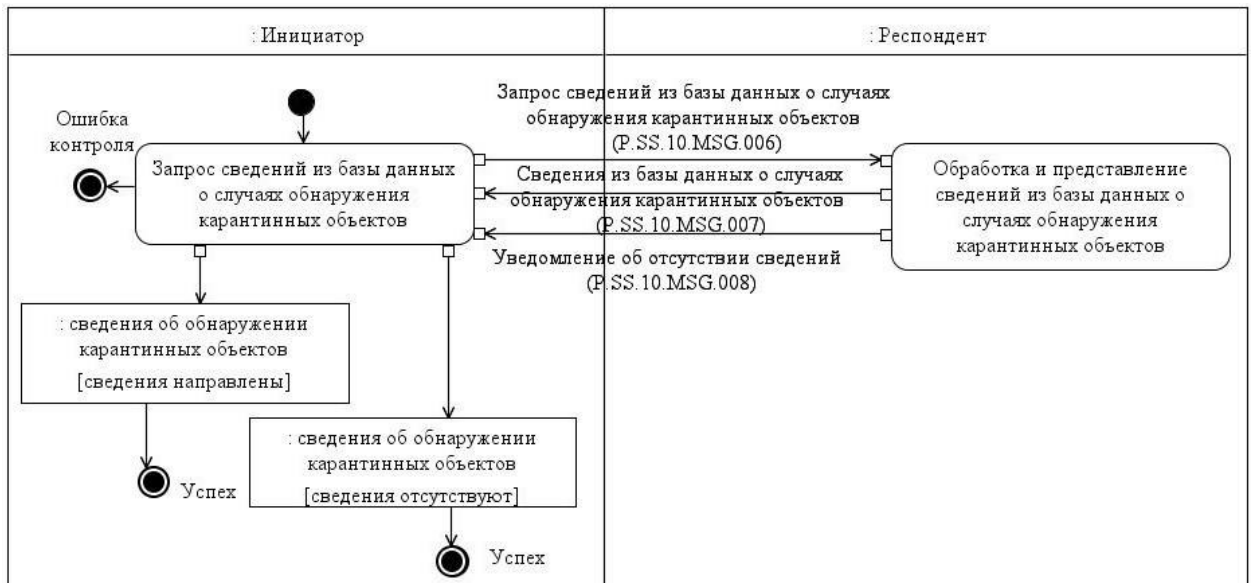 : Инициатор
: Респондент
Ошибка
контроля
Запрос сведений из базы данных
о случаях обнаружения
карантинных объектов
Запрос сведений из базы данных о случаях
обнаружения карантинных объектов
(P.SS.10.MSG.006)
Сведения из базы данных о случаях
обнаружения карантинных объектов
(P.SS.10.MSG.007)
Уведомление об отсутствии сведений
(P.SS.10.MSG.008)
Обработка и представление
сведений из базы данных о
случаях обнаружения
карантинных объектов
: сведения об обнаружении
карантинных объектов
[сведения направлены]
Успех
: сведения об обнаружении
карантинных объектов
[сведения отсутствуют]
Успех